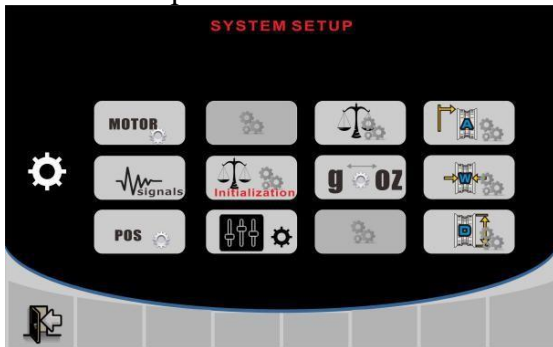 SYSTEM SETUP
MOTOR
A
signals
Initialization
g OZ
W
POS
D